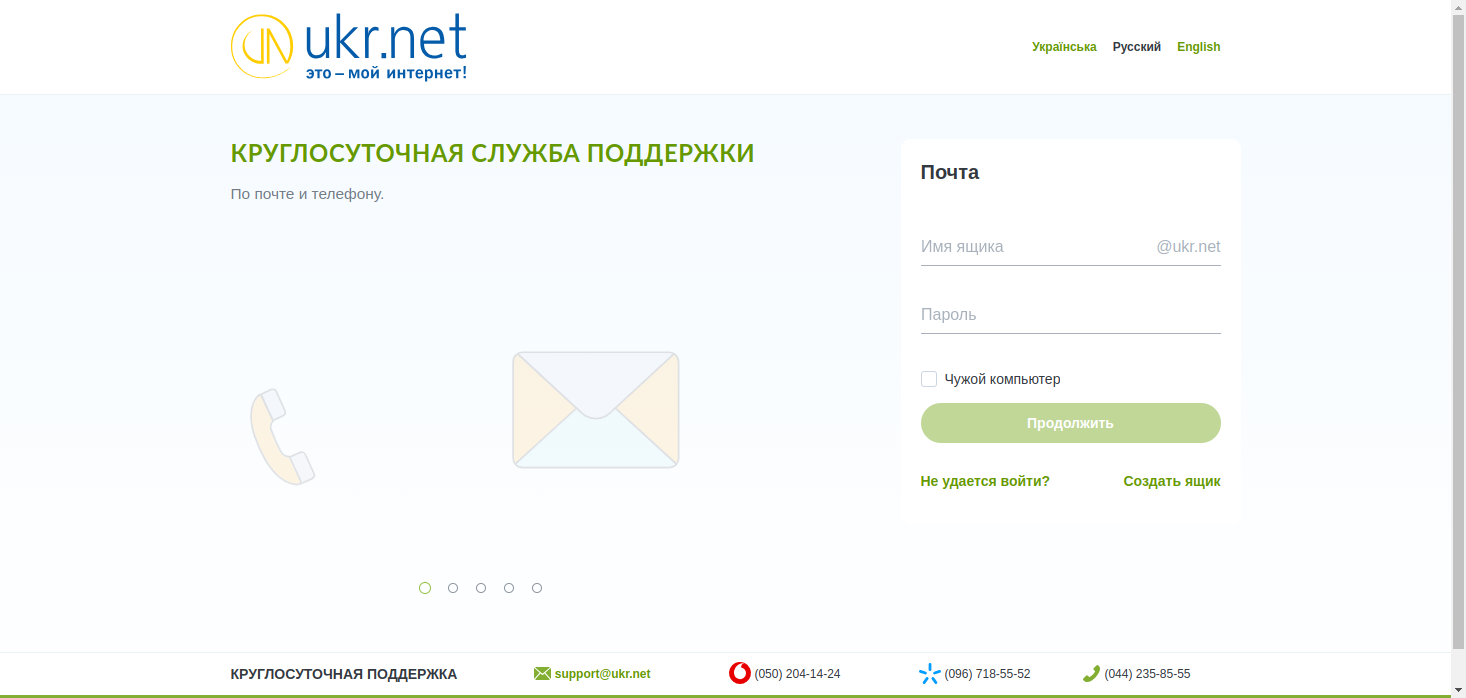 ukr.net
это – мой интернет!
Українська Русский English
КРУГЛОСУТОЧНАЯ СЛУЖБА ПОДДЕРЖКИ
По почте и телефону.
Почта
Имя ящика @ukr.net
Пароль
Чужой компьютер
Продолжить
Не удается войти? Создать ящик
КРУГЛОСУТОЧНАЯ ПОДДЕРЖКА support@ukr.net (050) 204-14-24 (096) 718-55-52 (044) 235-85-55